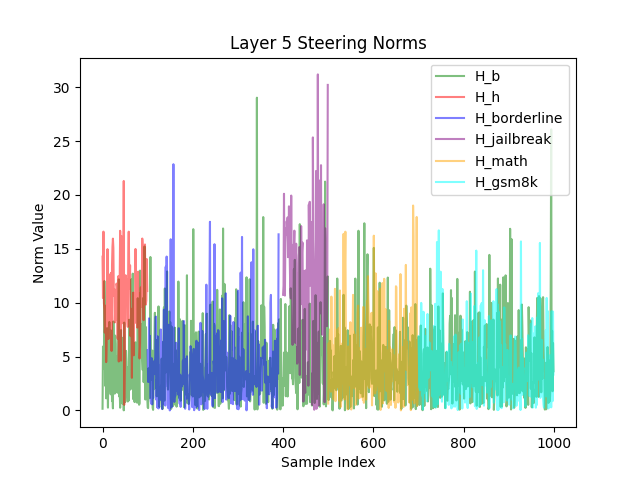 Layer 5 Steering Norms
Norm Value
30
25
20
15
10
5
0
H_b
H_h
H_borderline
H_jailbreak
H_math
H_gsm8k
0
200
400
600
800
1000
Sample Index